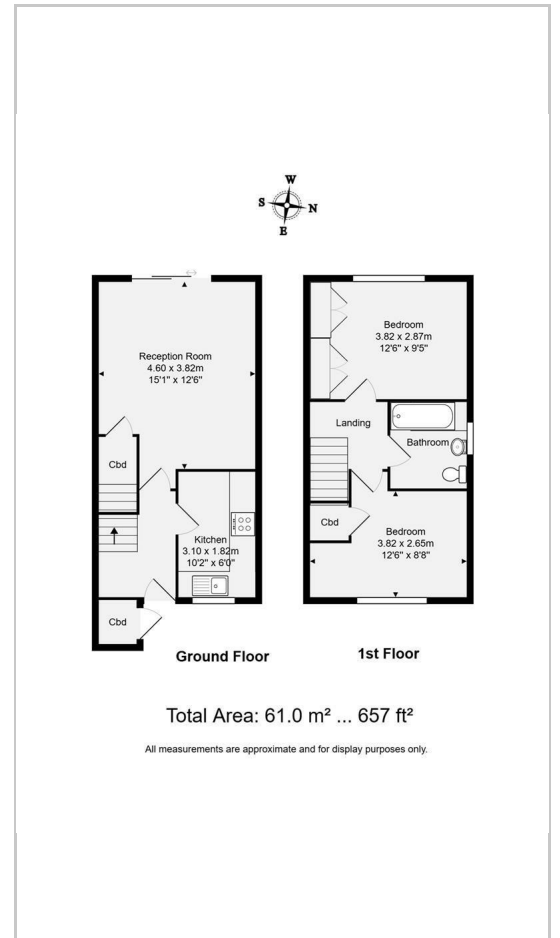 W
S N
E
Reception Room
4.60 x 3.82m
15'1" x 12'6"
Cbd
Kitchen
3.10 x 1.82m
10'2" x 6'0"
Cbd
Ground Floor
Bedroom
3.82 x 2.87m
12'6" x 9'5"
Landing
Bathroom
Cbd
Bedroom
3.82 x 2.65m
12'6" x 8'8"
1st Floor
Total Area: 61.0 m² ... 657 ft²
All measurements are approximate and for display purposes only.